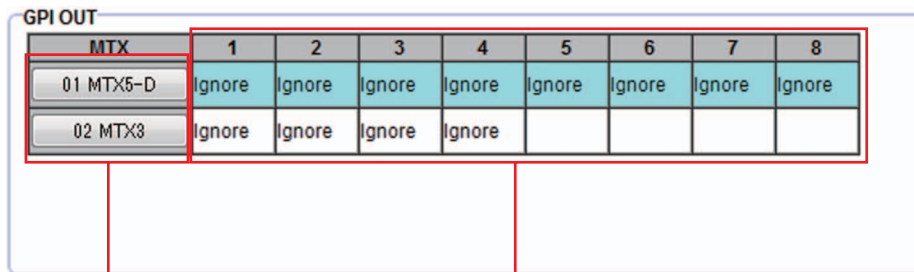 GPI OUT
MTX 1 2 3 4 5 6 7 8
01 MTX5-D Ignore Ignore Ignore Ignore Ignore Ignore Ignore Ignore
02 MTX3 Ignore Ignore Ignore Ignore